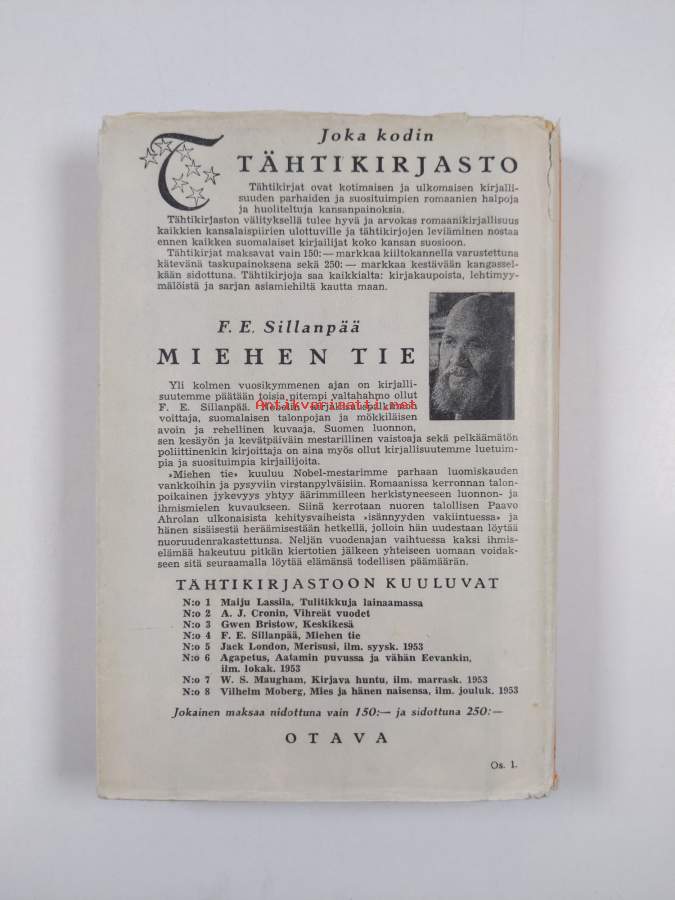 Joka kodin
TÄHTIKIRJASTO
Tähtikirjat ovat kotimaisen ja ulkomaisen kirjalli-
suuden parhaiden ja suosituimpien romaanien halpoja
ja huoliteltuja kansanpainoksia.
Tähtikirjaston välityksellä tulee hyvä ja arvokas romaanikirjallisuus
kaikkien kansalaispiirien ulottuville ja tähtikirjojen leviäminen nostaa
ennen kaikkea suomalaiset kirjailijat koko kansan suosioon.
Tähtikirjat maksavat vain 150:— markkaa kiiltokannella varustettuna
kätevänä taskupainoksena sekä 250:— markkaa kestävään kangassel-
kään sidottuna. Tähtikirjoja saa kaikkialta: kirjakaupoista, lehtimyy-
mälöistä ja sarjan asiamiehiltä kautta maan.
F. E. Sillanpää
MIEHEN TIE
Yli kolmen vuosikymmenen ajan on kirjalli-
suutemme päätään toisia pitempi valtahahmo ollut
F. E. Sillanpää. Nobelin kirjallisuuspalkinnon
Antikvariaatti.net
voittaja, suomalaisen talonpojan ja mökkiläisen
avoin ja rehellinen kuvaaja, Suomen luonnon,
sen kesäyön ja kevätpäivän mestarillinen vaistoaja sekä pelkäämätön
poliittinenkin kirjoittaja on aina myös ollut kirjallisuutemme luetuim-
pia ja suosituimpia kirjailijoita.
»Miehen tie» kuuluu Nobel-mestarimme parhaan luomiskauden
vankkoihin ja pysyviin virstanpylväisiin. Romaanissa kerronnan talon-
poikainen jykevyys yhtyy äärimmilleen herkistyneeseen luonnon- ja
ihmismielen kuvaukseen. Siinä kerrotaan nuoren talollisen Paavo
Ahrolan ulkonaisista kehitysvaiheista »isännyyden vakiintuessa» ja
hänen sisäisestä heräämisestään hetkellä, jolloin hän uudestaan löytää
nuoruudenrakastettunsa. Neljän vuodenajan vaihtuessa kaksi ihmis-
elämää hakeutuu pitkän kiertotien jälkeen yhteiseen uomaan voidak-
seen sitä seuraamalla löytää elämänsä todellisen päämäärän.
TÄHTIKIRJASTOON KUULUVAT
N:o 1 Maiju Lassila, Tulitikkuja lainaamassa
N:o 2 A. J. Cronin, Vihreät vuodet
N:o 3 Gwen Bristow, Keskikesä
N:o 4 F. E. Sillanpää, Miehen tie
N:o 5 Jack London, Merisusi, ilm. syysk. 1953
N:o 6 Agapetus, Aatamin puvussa ja vähän Eevankin,
ilm. lokak. 1953
N:o 7 W. S. Maugham, Kirjava huntu, ilm. marrask. 1953
N:o 8 Vilhelm Moberg, Mies ja hänen naisensa, ilm. jouluk. 1953
Jokainen maksaa nidottuna vain 150:— ja sidottuna 250:—
OTAVA
Os. 1.